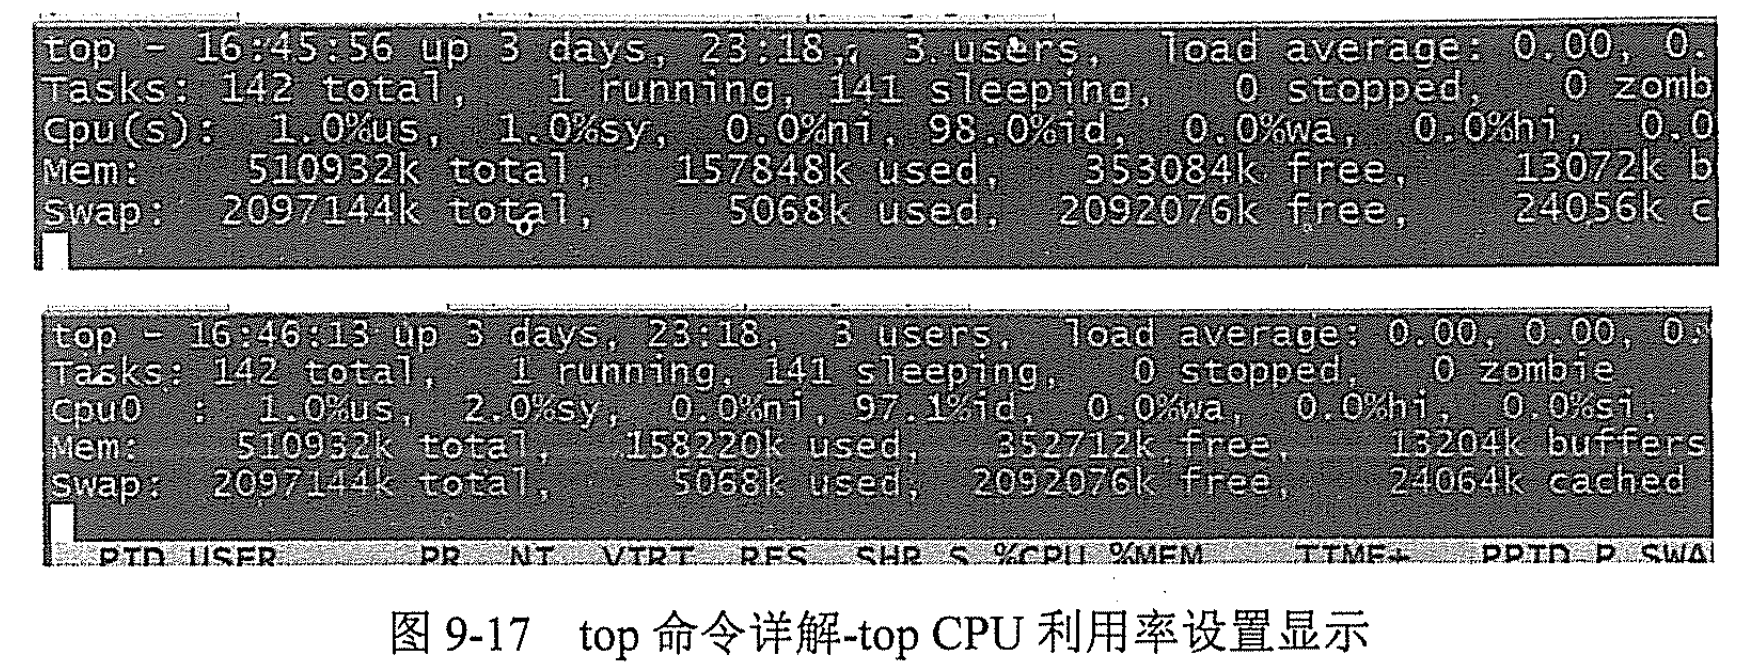 top - 16:45:56 up 3 days, 23:18, 3 users, load average: 0.00, 0.
Tasks: 142 total, 1 running, 141 sleeping, 0 stopped, 0 zomb
Cpu(s): 1.0%us, 1.0%sy, 0.0%ni, 98.0%id, 0.0%wa, 0.0%hi, 0.0
Mem: 510932k total, 157848k used, 353084k free, 13072k b
Swap: 2097144k total, 5068k used, 2092076k free, 24056k c
top - 16:46:13 up 3 days, 23:18, 3 users, load average: 0.00, 0.00, 0.
Tasks: 142 total, 1 running, 141 sleeping, 0 stopped, 0 zombie
Cpu0 : 1.0%us, 2.0%sy, 0.0%ni, 97.1%id, 0.0%wa, 0.0%hi, 0.0%si,
Mem: 510932k total, 158220k used, 352712k free, 13204k buffers
Swap: 2097144k total, 5068k used, 2092076k free, 24064k cached
PID USER PR NI VIRT RES SHR S %CPU %MEM TIME+ PPID P SWA
图 9-17 top 命令详解-top CPU 利用率设置显示